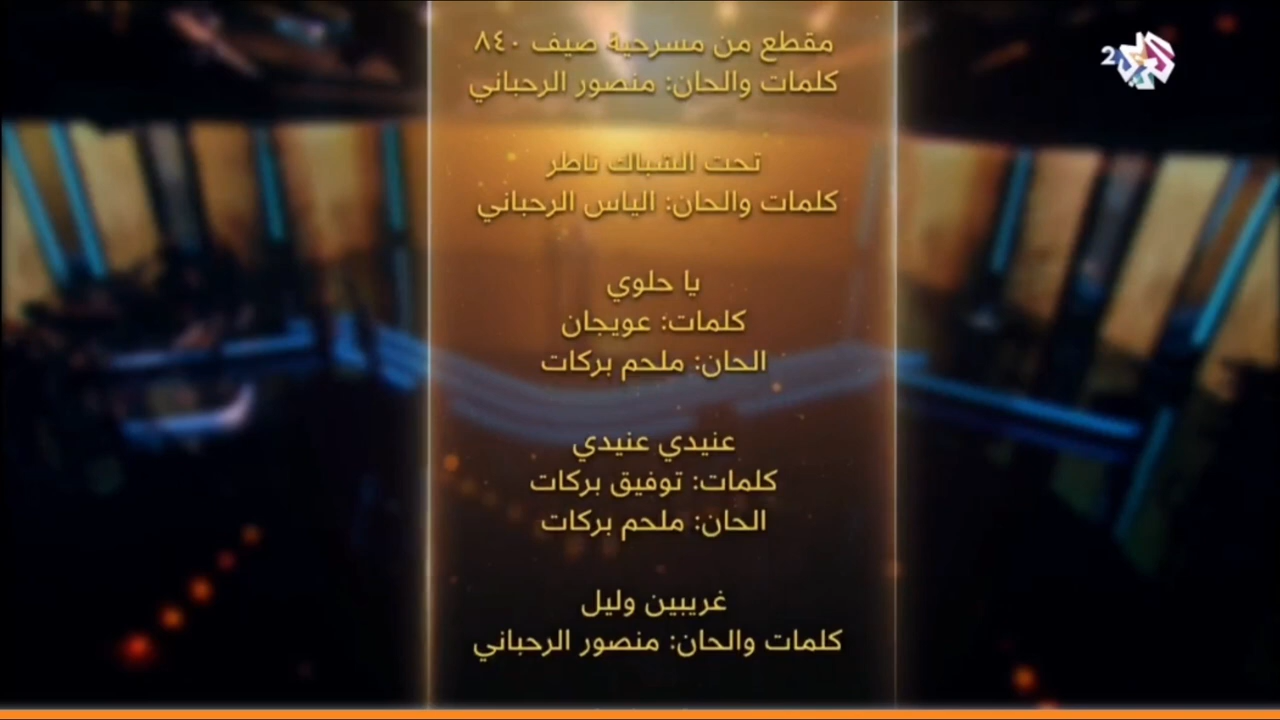 مقطع من مسرحية صيف ٨٤٠
كلمات والحان: منصور الرحباني
تحت الشباك ناطر
كلمات والحان: الياس الرحباني
يا حلوي
كلمات: عويجان
الحان: ملحم بركات
عنيدي عنيدي
كلمات: توفيق بركات
الحان: ملحم بركات
غريبين وليل
كلمات والحان: منصور الرحباني
2